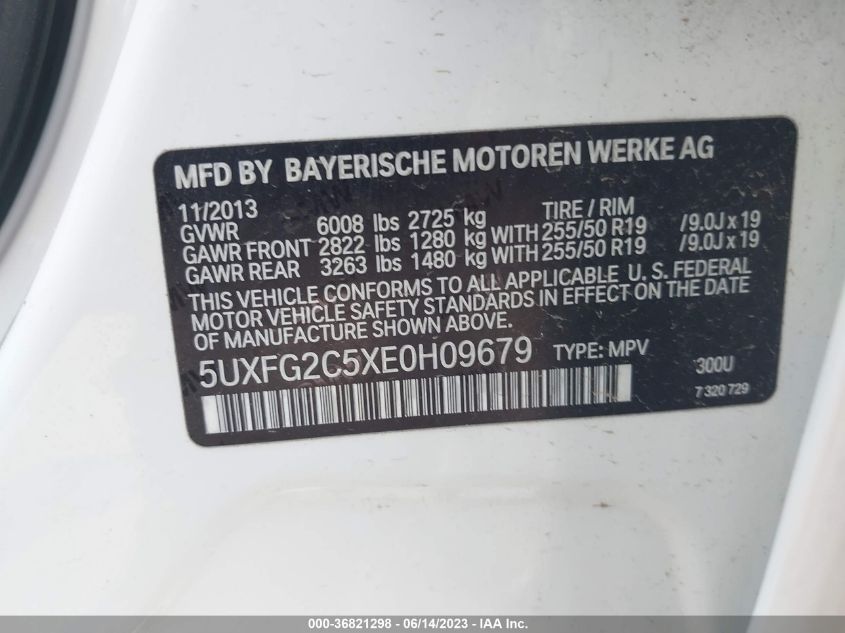 MFD BY BAYERISCHE MOTOREN WERKE AG
11/2013 TIRE / RIM
GVWR 6008 lbs 2725 kg
GAWR FRONT 2822 lbs 1280 kg WITH 255/50 R19 /9.0J x 19
GAWR REAR 3263 lbs 1480 kg WITH 255/50 R19 /9.0J x 19
THIS VEHICLE CONFORMS TO ALL APPLICABLE U. S. FEDERAL
MOTOR VEHICLE SAFETY STANDARDS IN EFFECT ON THE DATE
OF MANUFACTURE SHOWN ABOVE.
5UXFG2C5XE0H09679 TYPE: MPV 300U
7 320 729
000-36821298 - 06/14/2023 - IAAI.COM